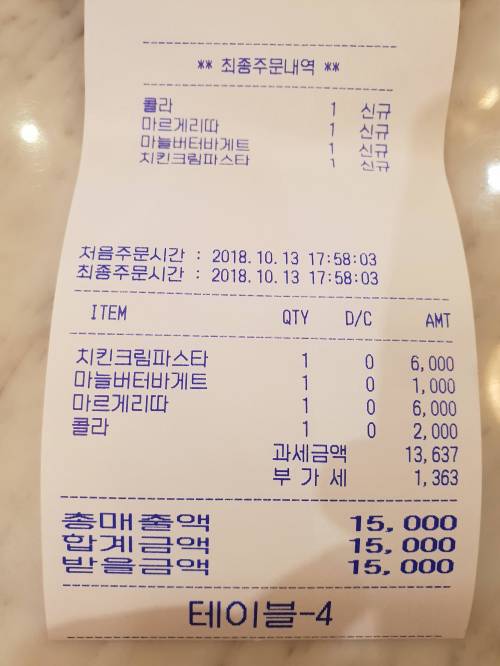 ** 최종주문내역 **
콜라 1 신규
마르게리따 1 신규
마늘버터바게트 1 신규
치킨크림파스타 1 신규
처음주문시간 : 2018.10.13 17:58:03
최종주문시간 : 2018.10.13 17:58:03
ITEM QTY D/C AMT
치킨크림파스타 1 0 6,000
마늘버터바게트 1 0 1,000
마르게리따 1 0 6,000
콜라 1 0 2,000
과세금액 13,637
부 가 세 1,363
총매출액 15,000
합계금액 15,000
받을금액 15,000
테이블-4